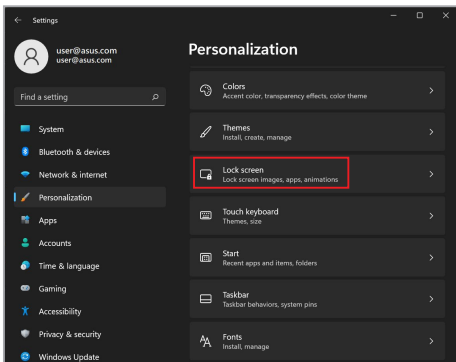 Settings
user@asus.com
user@asus.com
Find a setting
System
Bluetooth & devices
Network & internet
Personalization
Apps
Accounts
Time & language
Gaming
Accessibility
Privacy & security
Windows Update
Personalization
Colors
Accent color, transparency effects, color theme
Themes
Install, create, manage
Lock screen
Lock screen images, apps, animations
Touch keyboard
Themes, size
Start
Recent apps and items, folders
Taskbar
Taskbar behaviors, system pins
Fonts
Install, manage